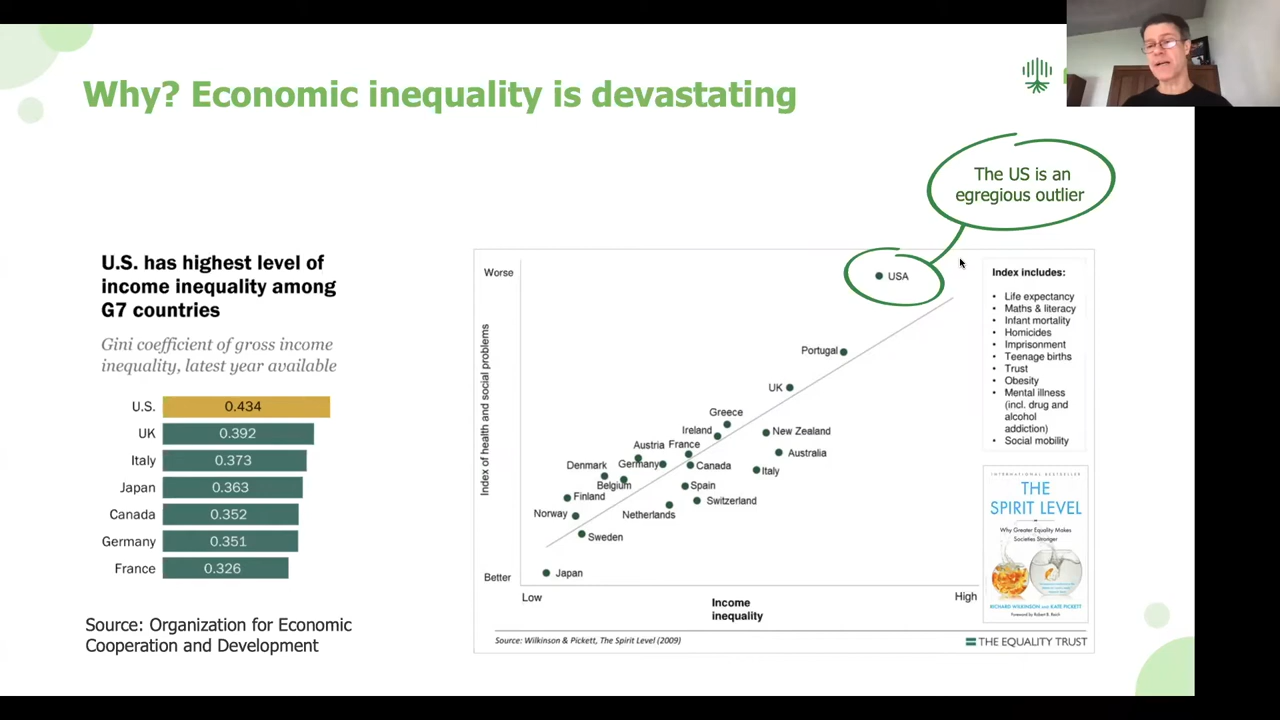 Why? Economic inequality is devastating
The US is an
egregious outlier
U.S. has highest level of
income inequality among
G7 countries
Gini coefficient of gross income
inequality, latest year available
U.S. 0.434
UK 0.392
Italy 0.373
Japan 0.363
Canada 0.352
Germany 0.351
France 0.326
Source: Organization for Economic
Cooperation and Development
Worse
Index of health and social problems
Better
USA
Portugal
UK
Greece
Ireland
New Zealand
Austria
France
Australia
Denmark
Germany
Canada
Italy
Belgium
Spain
Finland
Switzerland
Norway
Netherlands
Sweden
Japan
Low
High
Income
inequality
Source: Wilkinson & Pickett, The Spirit Level (2009)
Index includes:
• Life expectancy
• Maths & literacy
• Infant mortality
• Homicides
• Imprisonment
• Teenage births
• Trust
• Obesity
• Mental illness
(incl. drug and
alcohol
addiction)
• Social mobility
INTERNATIONAL BESTSELLER
THE
SPIRIT LEVEL
Why Greater Equality Makes
Societies Stronger
RICHARD WILKINSON AND KATE PICKETT
Foreword by Robert B. Reich
THE EQUALITY TRUST